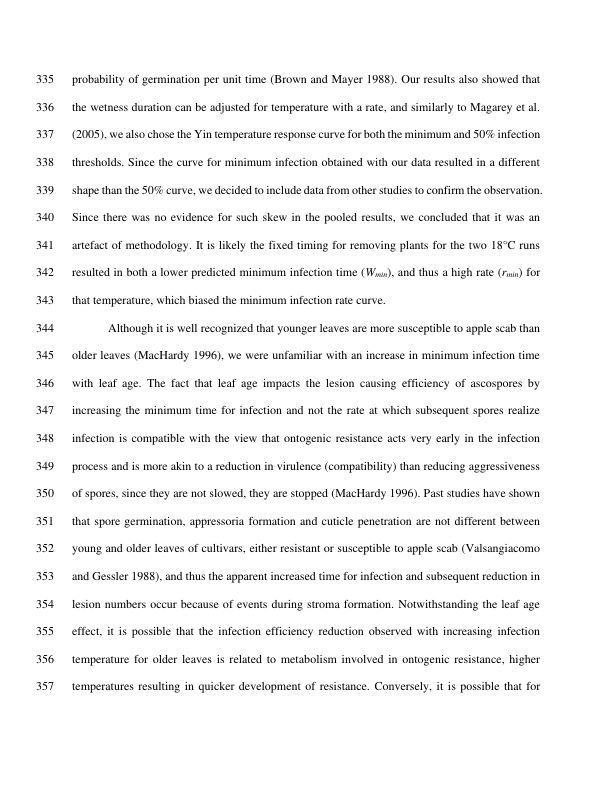 335 probability of germination per unit time (Brown and Mayer 1988). Our results also showed that
336 the wetness duration can be adjusted for temperature with a rate, and similarly to Magarey et al.
337 (2005), we also chose the Yin temperature response curve for both the minimum and 50% infection
338 thresholds. Since the curve for minimum infection obtained with our data resulted in a different
339 shape than the 50% curve, we decided to include data from other studies to confirm the observation.
340 Since there was no evidence for such skew in the pooled results, we concluded that it was an
341 artefact of methodology. It is likely the fixed timing for removing plants for the two 18°C runs
342 resulted in both a lower predicted minimum infection time (Wmin), and thus a high rate (rmin) for
343 that temperature, which biased the minimum infection rate curve.
344 Although it is well recognized that younger leaves are more susceptible to apple scab than
345 older leaves (MacHardy 1996), we were unfamiliar with an increase in minimum infection time
346 with leaf age. The fact that leaf age impacts the lesion causing efficiency of ascospores by
347 increasing the minimum time for infection and not the rate at which subsequent spores realize
348 infection is compatible with the view that ontogenic resistance acts very early in the infection
349 process and is more akin to a reduction in virulence (compatibility) than reducing aggressiveness
350 of spores, since they are not slowed, they are stopped (MacHardy 1996). Past studies have shown
351 that spore germination, appressoria formation and cuticle penetration are not different between
352 young and older leaves of cultivars, either resistant or susceptible to apple scab (Valsangiacomo
353 and Gessler 1988), and thus the apparent increased time for infection and subsequent reduction in
354 lesion numbers occur because of events during stroma formation. Notwithstanding the leaf age
355 effect, it is possible that the infection efficiency reduction observed with increasing infection
356 temperature for older leaves is related to metabolism involved in ontogenic resistance, higher
357 temperatures resulting in quicker development of resistance. Conversely, it is possible that for